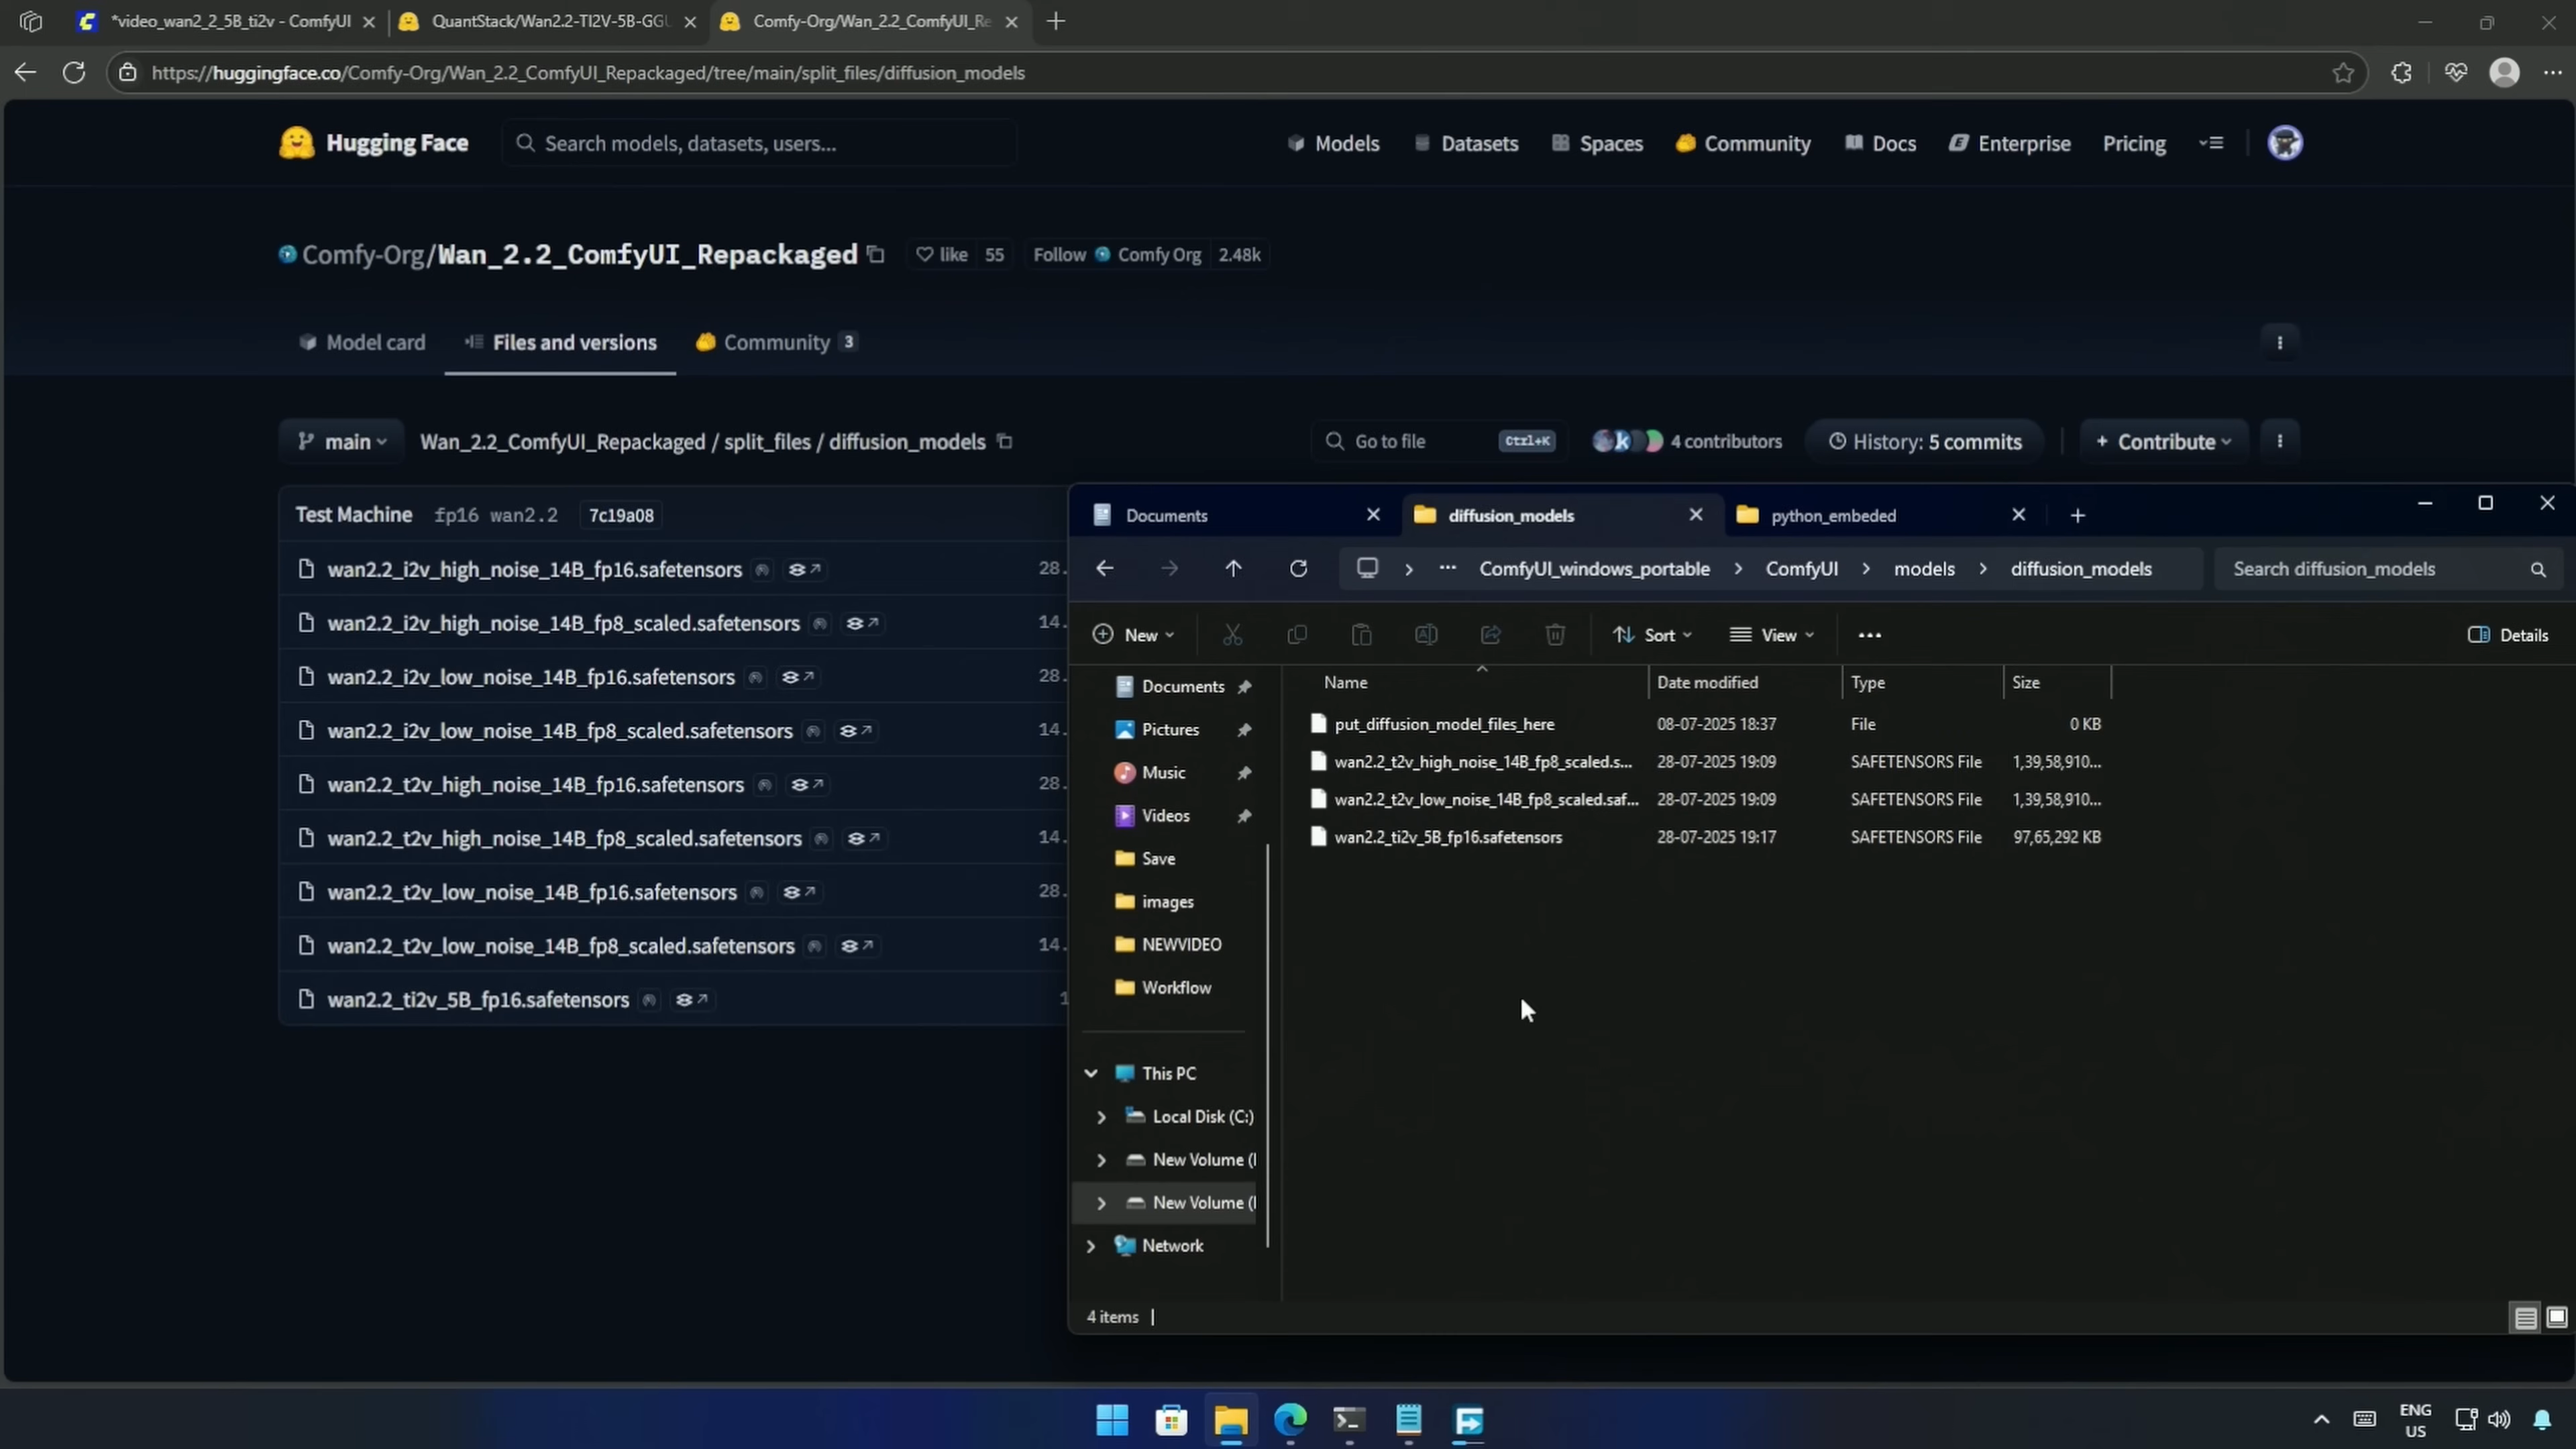 *video_wan2_2_5B_ti2v - ComfyUI
QuantStack/Wan2.2-TI2V-5B-GGU
Comfy-Org/Wan_2.2_ComfyUI_Re
https://huggingface.co/Comfy-Org/Wan_2.2_ComfyUI_Repackaged/tree/main/split_files/diffusion_models
Hugging Face
Search models, datasets, users...
Models
Datasets
Spaces
Community
Docs
Enterprise
Pricing
Comfy-Org/Wan_2.2_ComfyUI_Repackaged
like 55
Follow Comfy Org 2.48k
Model card
Files and versions
Community 3
main
Wan_2.2_ComfyUI_Repackaged / split_files / diffusion_models
Go to file
Ctrl+K
4 contributors
History: 5 commits
+ Contribute
Test Machine fp16 wan2.2 7c19a08
wan2.2_i2v_high_noise_14B_fp16.safetensors 28.
wan2.2_i2v_high_noise_14B_fp8_scaled.safetensors 14.
wan2.2_i2v_low_noise_14B_fp16.safetensors 28.
wan2.2_i2v_low_noise_14B_fp8_scaled.safetensors 14.
wan2.2_t2v_high_noise_14B_fp16.safetensors 28.
wan2.2_t2v_high_noise_14B_fp8_scaled.safetensors 14.
wan2.2_t2v_low_noise_14B_fp16.safetensors 28.
wan2.2_t2v_low_noise_14B_fp8_scaled.safetensors 14.
wan2.2_ti2v_5B_fp16.safetensors 1
Documents
diffusion_models
python_embeded
ComfyUI_windows_portable > ComfyUI > models > diffusion_models
Search diffusion_models
New
Sort
View
Details
Documents
Pictures
Music
Videos
Save
images
NEWVIDEO
Workflow
This PC
Local Disk (C:)
New Volume (
New Volume (
Network
Name Date modified Type Size
put_diffusion_model_files_here 08-07-2025 18:37 File 0 KB
wan2.2_t2v_high_noise_14B_fp8_scaled.s... 28-07-2025 19:09 SAFETENSORS File 1,39,58,910...
wan2.2_t2v_low_noise_14B_fp8_scaled.saf... 28-07-2025 19:09 SAFETENSORS File 1,39,58,910...
wan2.2_ti2v_5B_fp16.safetensors 28-07-2025 19:17 SAFETENSORS File 97,65,292 KB
4 items
ENG
US